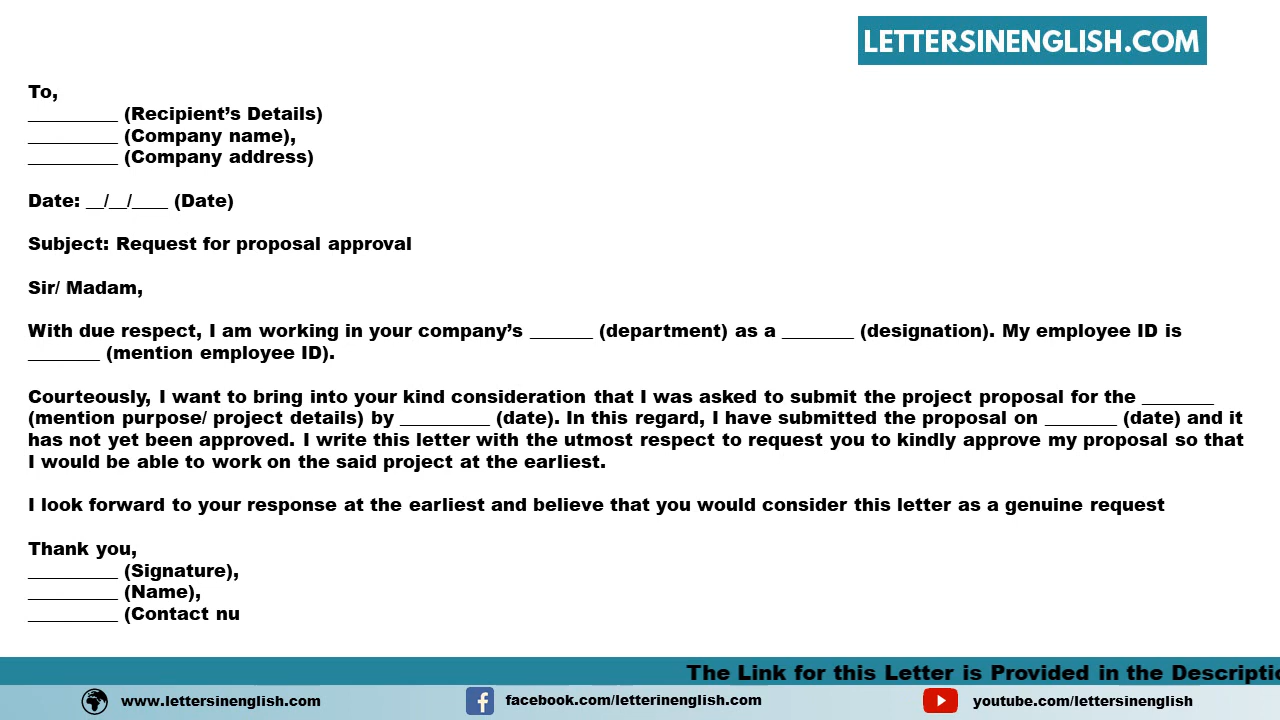 LETTERSINENGLISH.COM
To,
__________ (Recipient’s Details)
__________ (Company name),
__________ (Company address)
Date: __/__/____ (Date)
Subject: Request for proposal approval
Sir/ Madam,
With due respect, I am working in your company’s _______ (department) as a ________ (designation). My employee ID is
________ (mention employee ID).
Courteously, I want to bring into your kind consideration that I was asked to submit the project proposal for the ________
(mention purpose/ project details) by __________ (date). In this regard, I have submitted the proposal on ________ (date) and it
has not yet been approved. I write this letter with the utmost respect to request you to kindly approve my proposal so that
I would be able to work on the said project at the earliest.
I look forward to your response at the earliest and believe that you would consider this letter as a genuine request
Thank you,
__________ (Signature),
__________ (Name),
__________ (Contact nu
The Link for this Letter is Provided in the Descriptio
www.lettersinenglish.com facebook.com/letterinenglish.com youtube.com/lettersinenglish